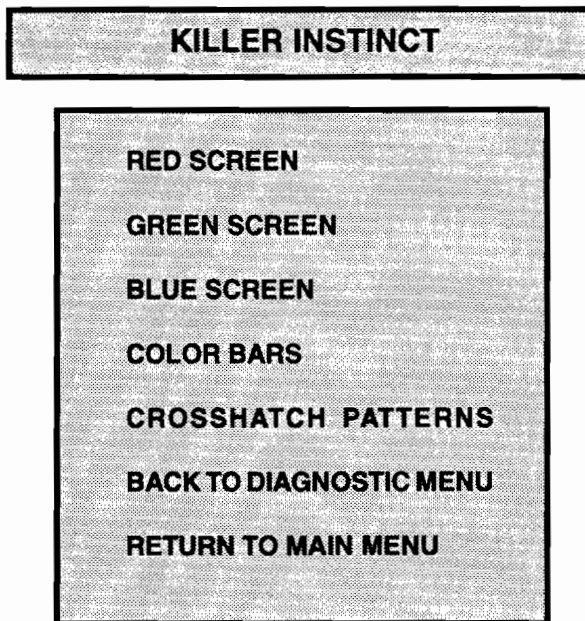 KILLER INSTINCT
RED SCREEN
GREEN SCREEN
BLUE SCREEN
COLOR BARS
CROSSHATCH PATTERNS
BACK TO DIAGNOSTIC MENU
RETURN TO MAIN MENU